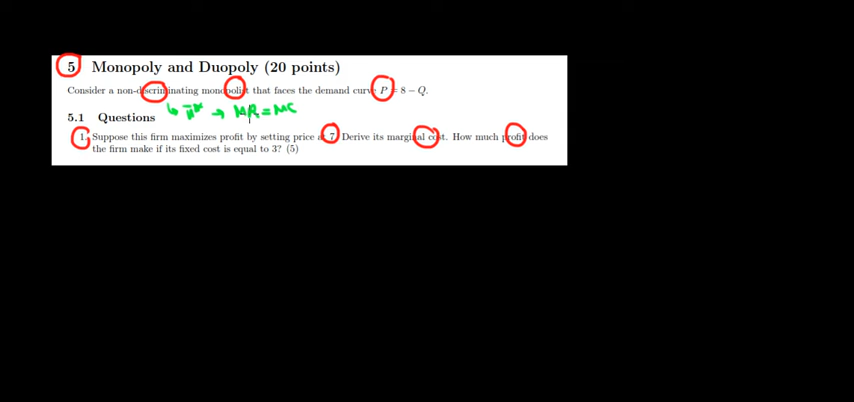 5 Monopoly and Duopoly (20 points)
Consider a non-discriminating monopolist that faces the demand curve P = 8 − Q.
↳ π* → MR = MC
5.1 Questions
1. Suppose this firm maximizes profit by setting price at 7. Derive its marginal cost. How much profit does
the firm make if its fixed cost is equal to 3? (5)